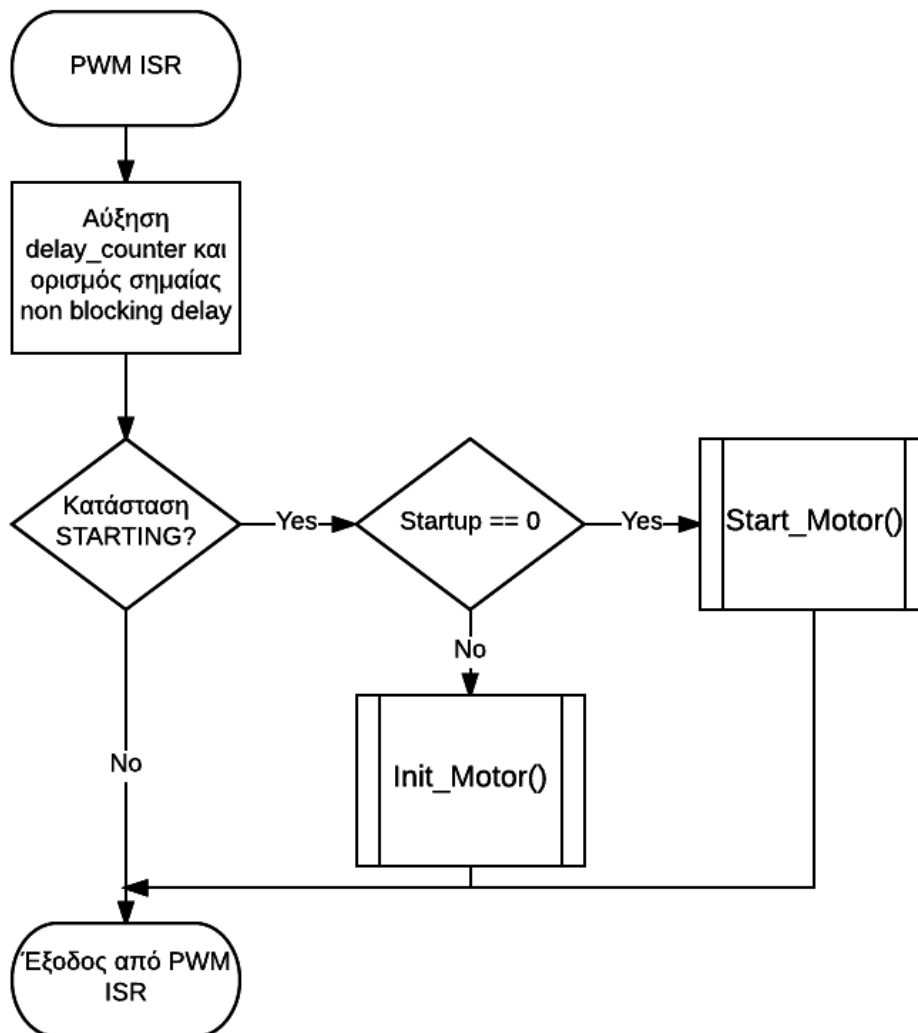 PWM ISR
Αύξηση
delay_counter και
ορισμός σημαίας
non blocking delay
Κατάσταση
STARTING?
Yes
Startup == 0
Yes
Start_Motor()
No
Init_Motor()
No
Έξοδος από PWM
ISR